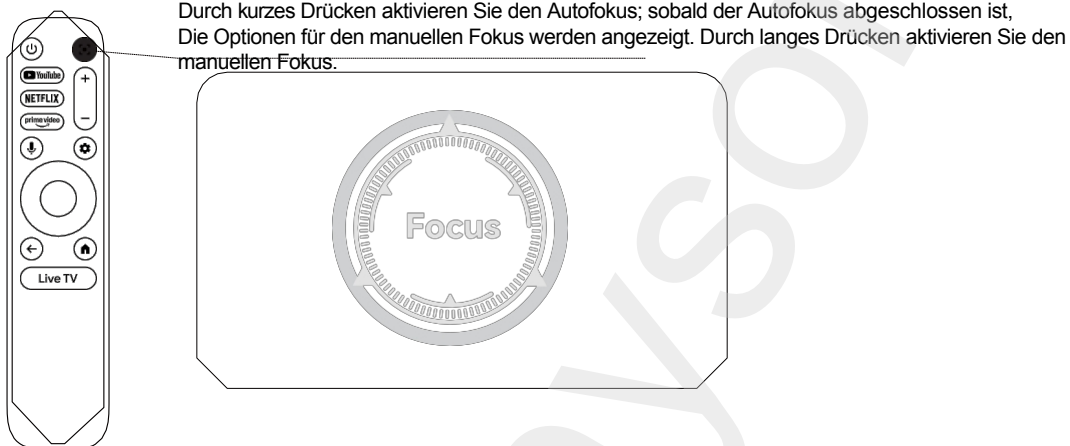 Durch kurzes Drücken aktivieren Sie den Autofokus; sobald der Autofokus abgeschlossen ist,
Die Optionen für den manuellen Fokus werden angezeigt. Durch langes Drücken aktivieren Sie den
manuellen Fokus.
YouTube
+
NETFLIX
prime video
−
Focus
Live TV